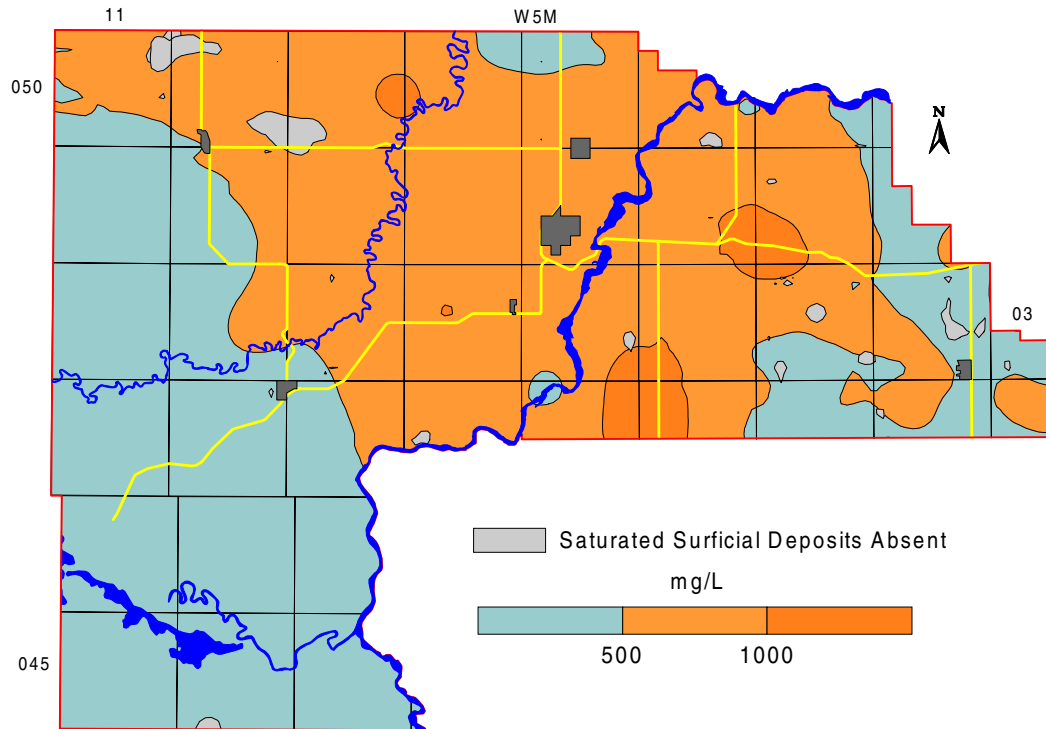 11
W5M
050
N
03
Saturated Surficial Deposits Absent
mg/L
500 1000
045